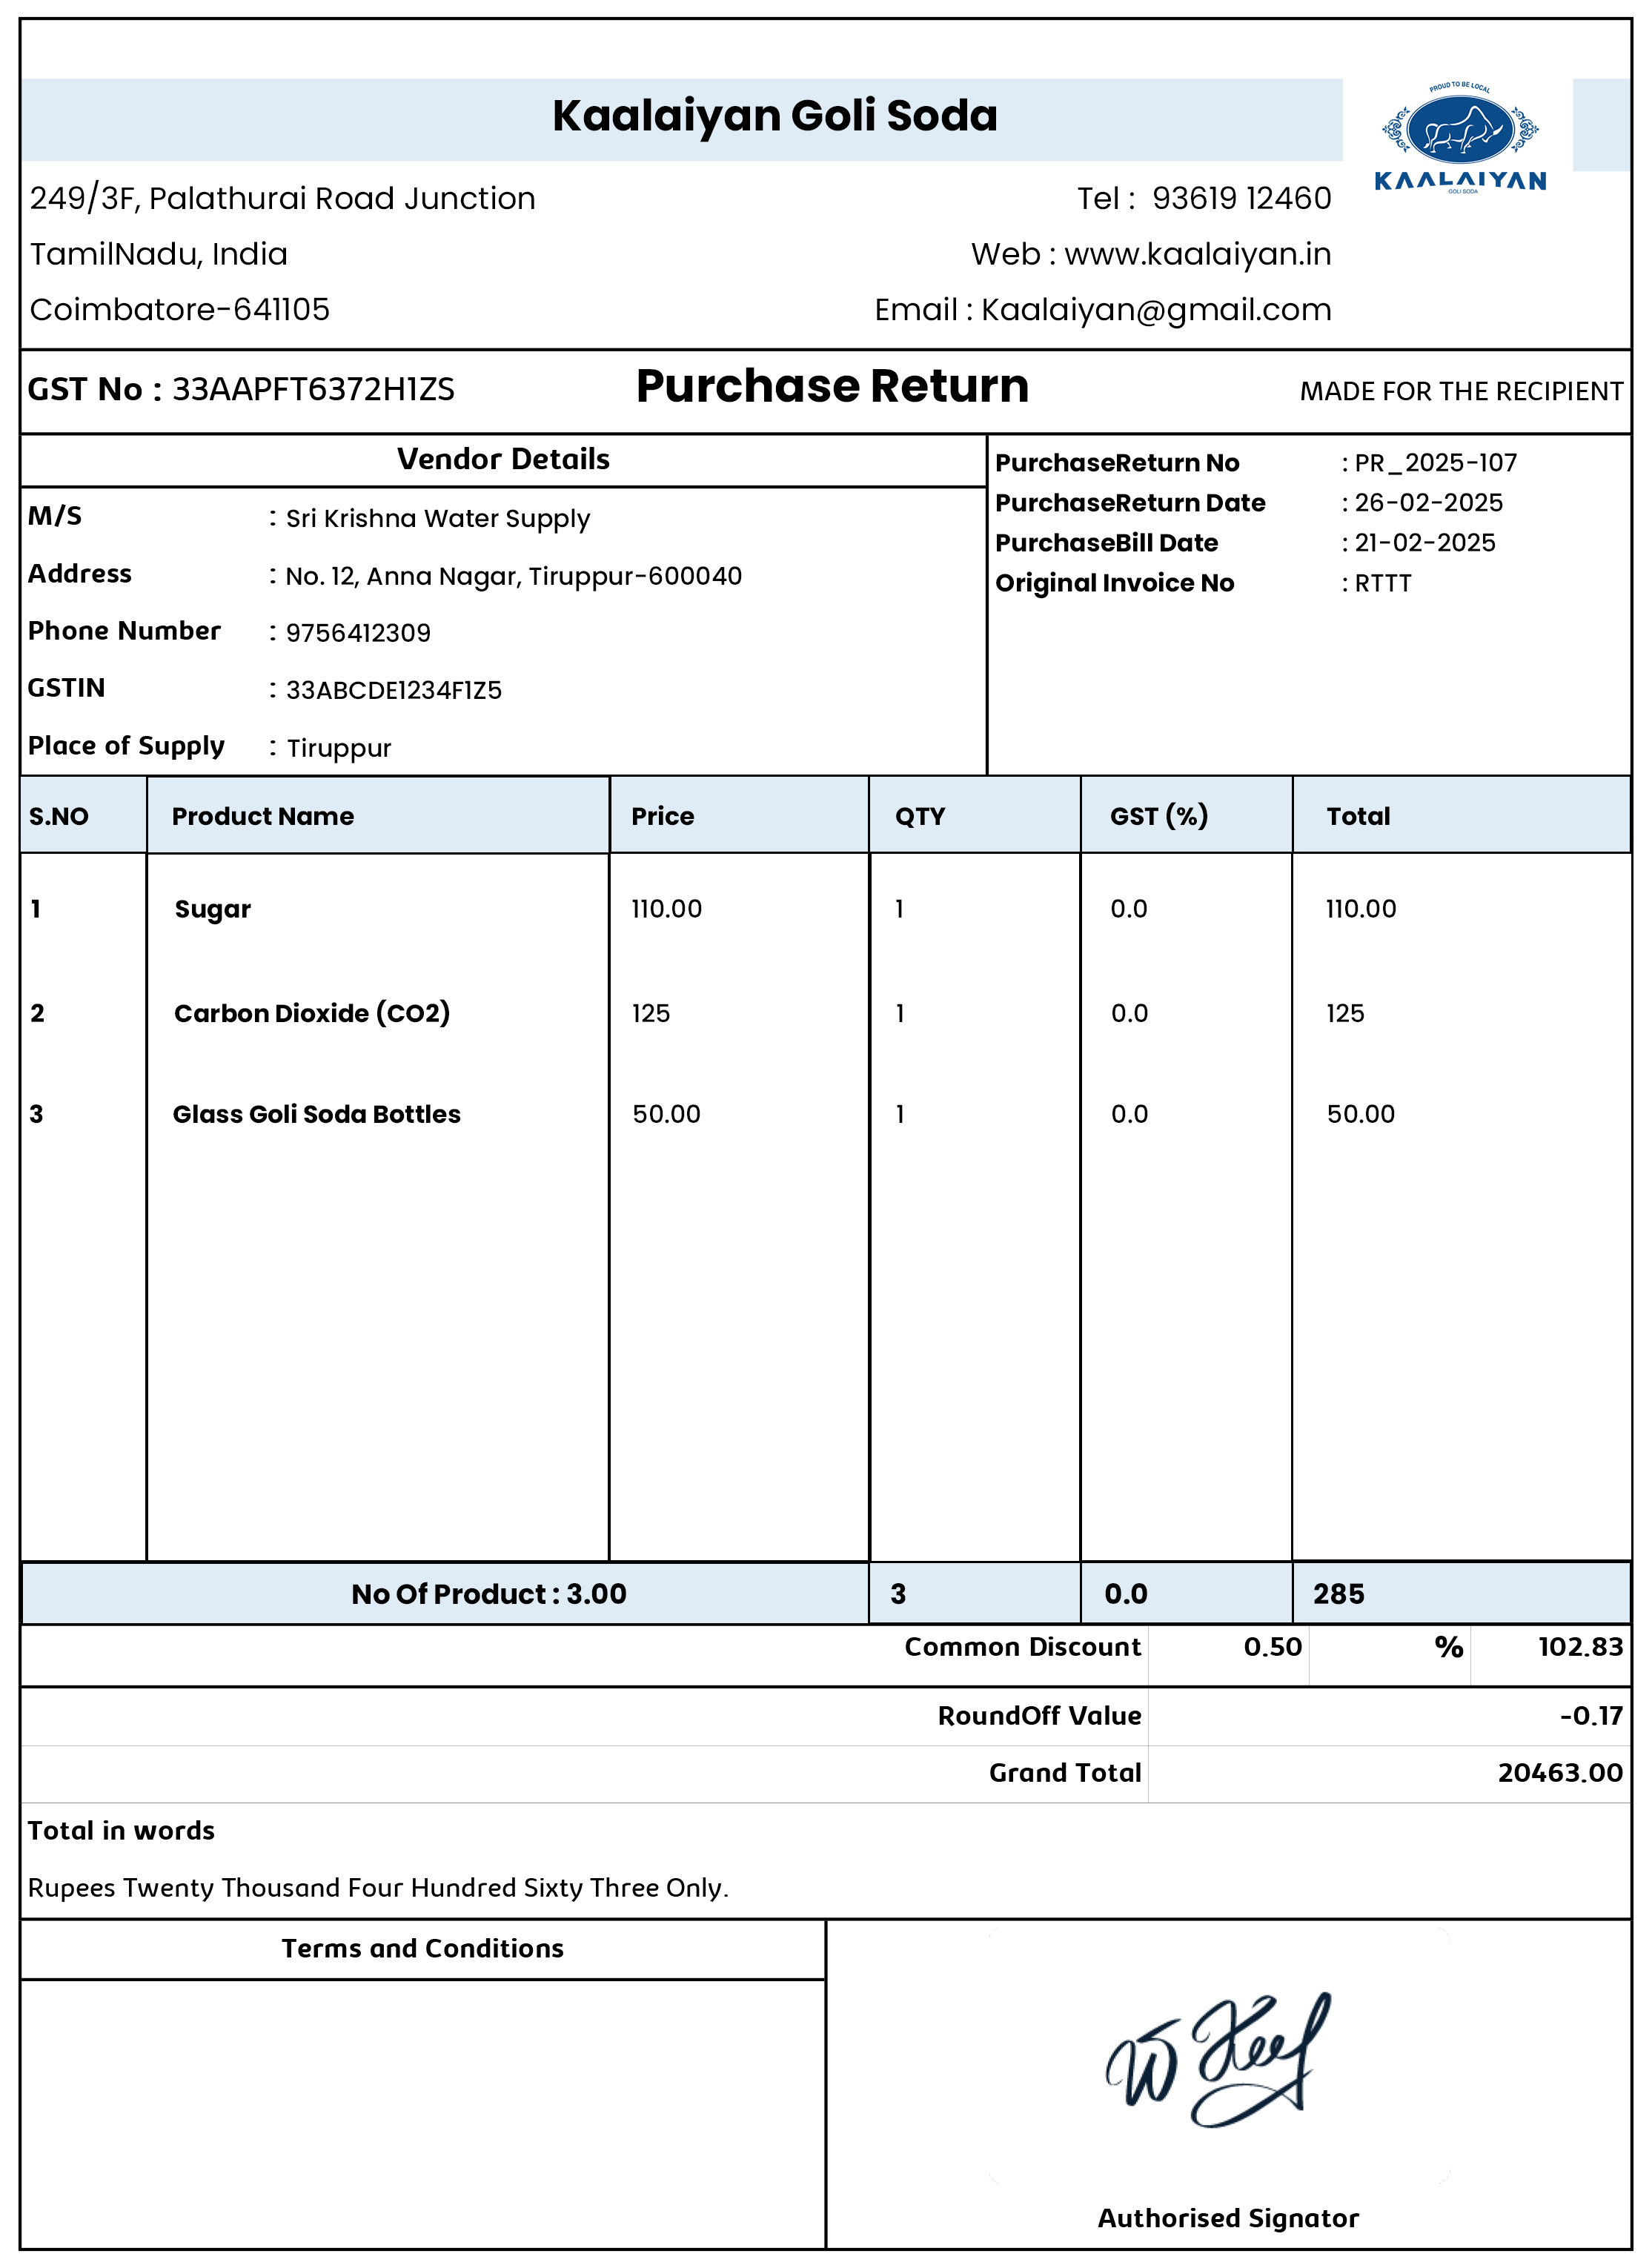 Kaalaiyan Goli Soda
PROUD TO BE LOCAL
KAALAIYAN
GOLI SODA
249/3F, Palathurai Road Junction
Tel : 93619 12460
TamilNadu, India
Web : www.kaalaiyan.in
Coimbatore-641105
Email : Kaalaiyan@gmail.com
GST No : 33AAPFT6372H1ZS
Purchase Return
MADE FOR THE RECIPIENT
Vendor Details
M/S : Sri Krishna Water Supply
Address : No. 12, Anna Nagar, Tiruppur-600040
Phone Number : 9756412309
GSTIN : 33ABCDE1234F1Z5
Place of Supply : Tiruppur
PurchaseReturn No : PR_2025-107
PurchaseReturn Date : 26-02-2025
PurchaseBill Date : 21-02-2025
Original Invoice No : RTTT
S.NO Product Name Price QTY GST (%) Total
1 Sugar 110.00 1 0.0 110.00
2 Carbon Dioxide (CO2) 125 1 0.0 125
3 Glass Goli Soda Bottles 50.00 1 0.0 50.00
No Of Product : 3.00 3 0.0 285
Common Discount 0.50 % 102.83
RoundOff Value -0.17
Grand Total 20463.00
Total in words
Rupees Twenty Thousand Four Hundred Sixty Three Only.
Terms and Conditions
Authorised Signator